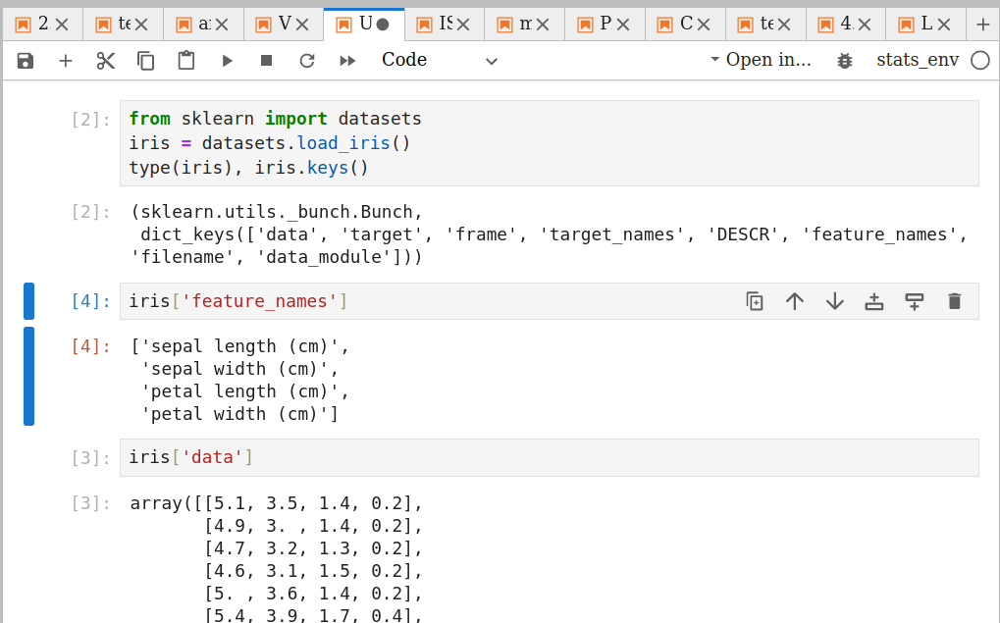 2 te a V U IS m P C te 4. L
Code Open in... stats_env
[2]: from sklearn import datasets
iris = datasets.load_iris()
type(iris), iris.keys()
[2]: (sklearn.utils._bunch.Bunch,
dict_keys(['data', 'target', 'frame', 'target_names', 'DESCR', 'feature_names',
'filename', 'data_module']))
[4]: iris['feature_names']
[4]: ['sepal length (cm)',
'sepal width (cm)',
'petal length (cm)',
'petal width (cm)']
[3]: iris['data']
[3]: array([[5.1, 3.5, 1.4, 0.2],
[4.9, 3. , 1.4, 0.2],
[4.7, 3.2, 1.3, 0.2],
[4.6, 3.1, 1.5, 0.2],
[5. , 3.6, 1.4, 0.2],
[5.4, 3.9, 1.7, 0.4],